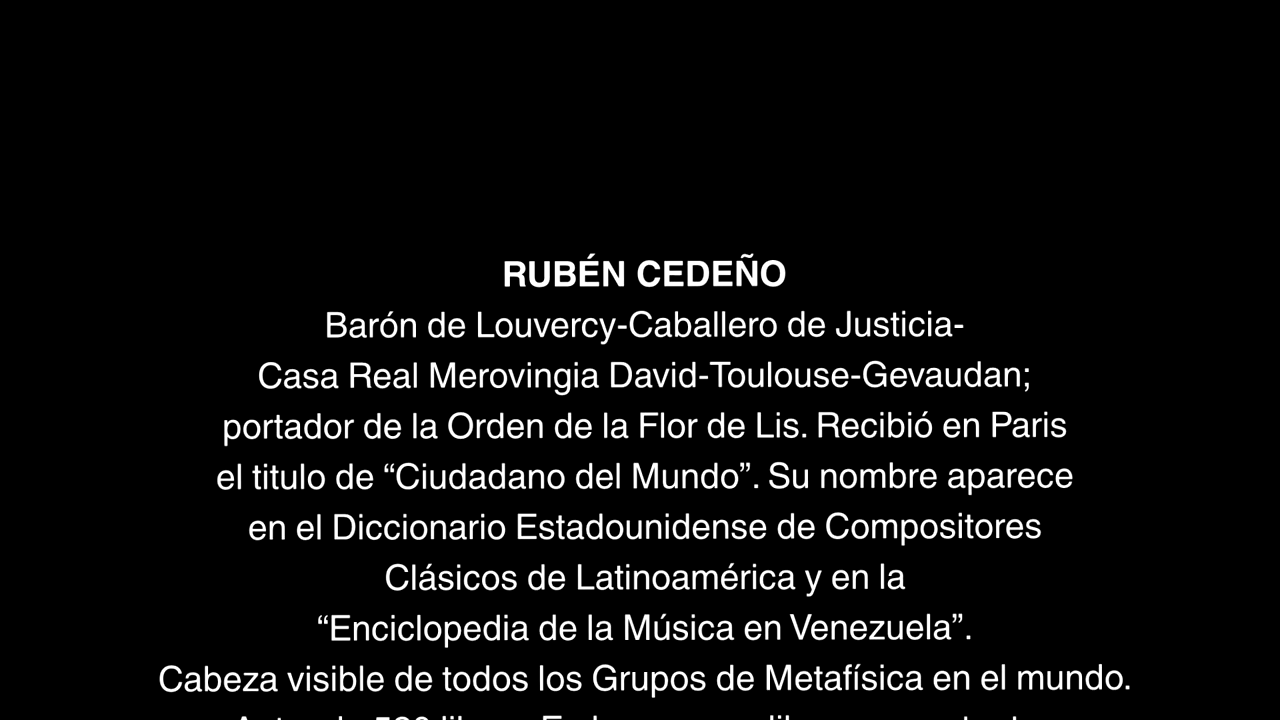 RUBÉN CEDEÑO
Barón de Louvercy-Caballero de Justicia-
Casa Real Merovingia David-Toulouse-Gevaudan;
portador de la Orden de la Flor de Lis. Recibió en Paris
el titulo de “Ciudadano del Mundo”. Su nombre aparece
en el Diccionario Estadounidense de Compositores
Clásicos de Latinoamérica y en la
“Enciclopedia de la Música en Venezuela”.
Cabeza visible de todos los Grupos de Metafísica en el mundo.